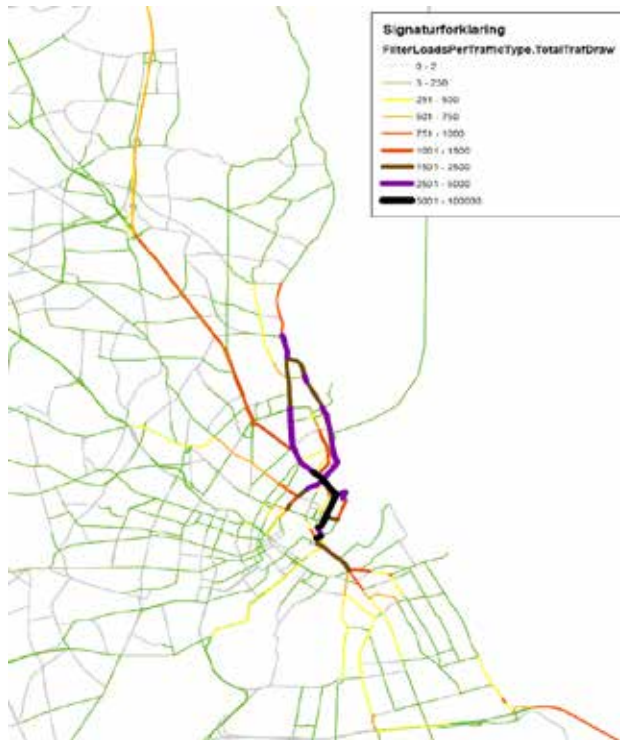 Signaturforklaring
FilterLoadsPerTrafficType.TotalTrafDraw
0 - 2
3 - 250
251 - 500
501 - 750
751 - 1000
1001 - 1500
1501 - 2500
2501 - 5000
5001 - 100000